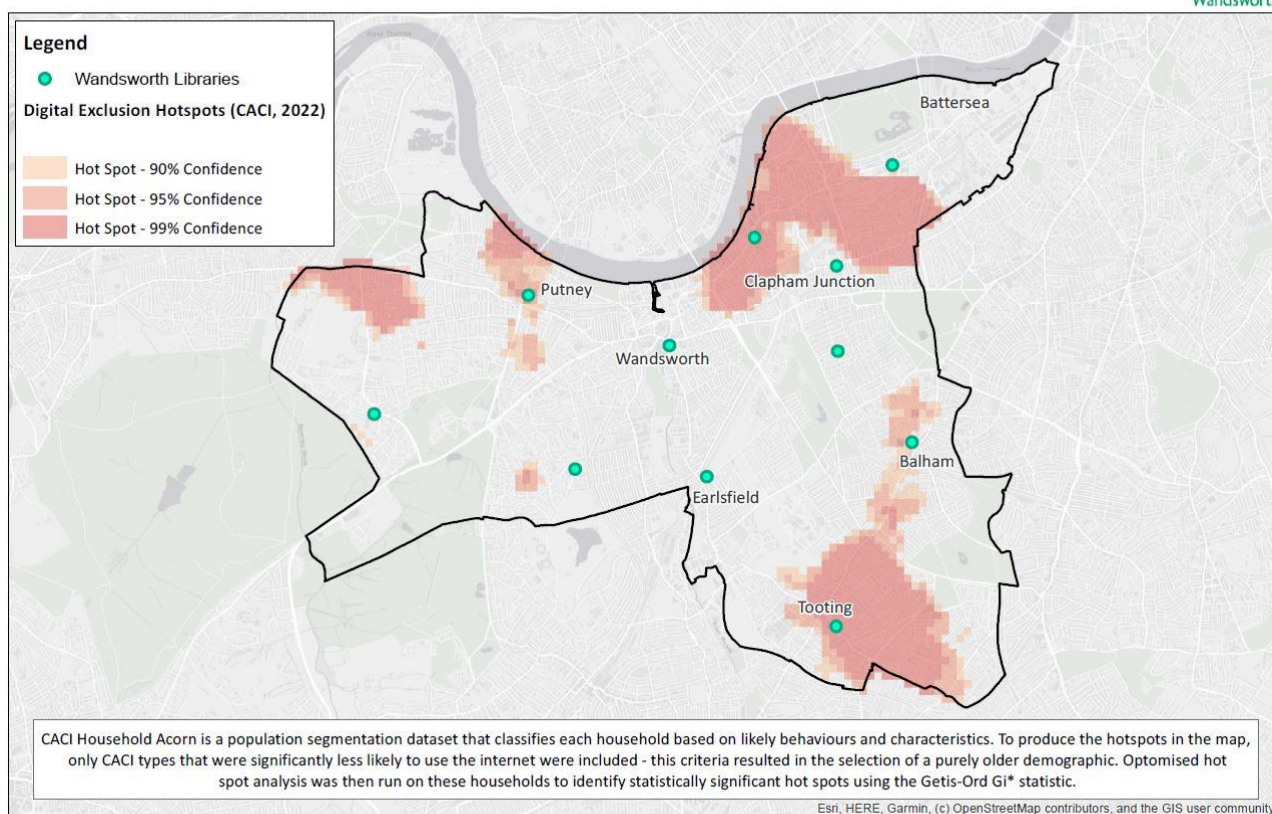 Wandsworth
Legend
Wandsworth Libraries
Digital Exclusion Hotspots (CACI, 2022)
Hot Spot - 90% Confidence
Hot Spot - 95% Confidence
Hot Spot - 99% Confidence
Battersea
Clapham Junction
Putney
Wandsworth
Balham
Earlsfield
Tooting
CACI Household Acorn is a population segmentation dataset that classifies each household based on likely behaviours and characteristics. To produce the hotspots in the map,
only CACI types that were significantly less likely to use the internet were included - this criteria resulted in the selection of a purely older demographic. Optomised hot
spot analysis was then run on these households to identify statistically significant hot spots using the Getis-Ord Gi* statistic.
Esri, HERE, Garmin, (c) OpenStreetMap contributors, and the GIS user community